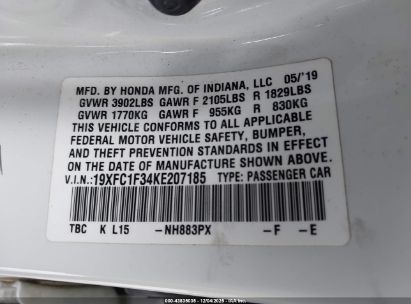 MFD. BY HONDA MFG. OF INDIANA, LLC 05/'19
GVWR 3902LBS GAWR F 2105LBS R 1829LBS
GVWR 1770KG GAWR F 955KG R 830KG
THIS VEHICLE CONFORMS TO ALL APPLICABLE
FEDERAL MOTOR VEHICLE SAFETY, BUMPER,
AND THEFT PREVENTION STANDARDS IN EFFECT
ON THE DATE OF MANUFACTURE SHOWN ABOVE.
V.I.N.:19XFC1F34KE207185 TYPE: PASSENGER CAR
TBC K L15 -NH883PX -F -E